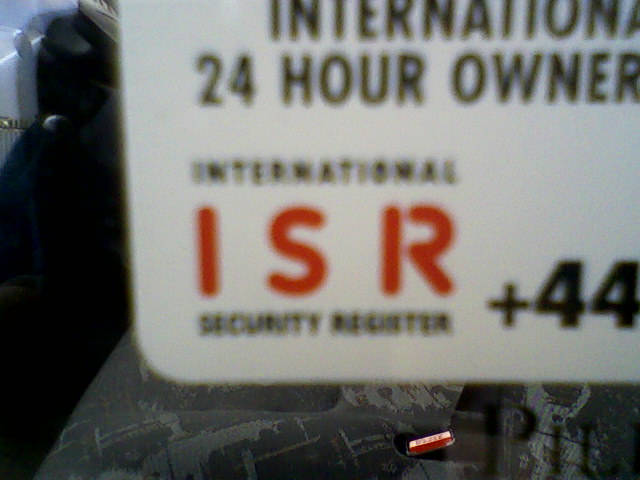 INTERNATIONA
24 HOUR OWNER
INTERNATIONAL
ISR
SECURITY REGISTER
+44